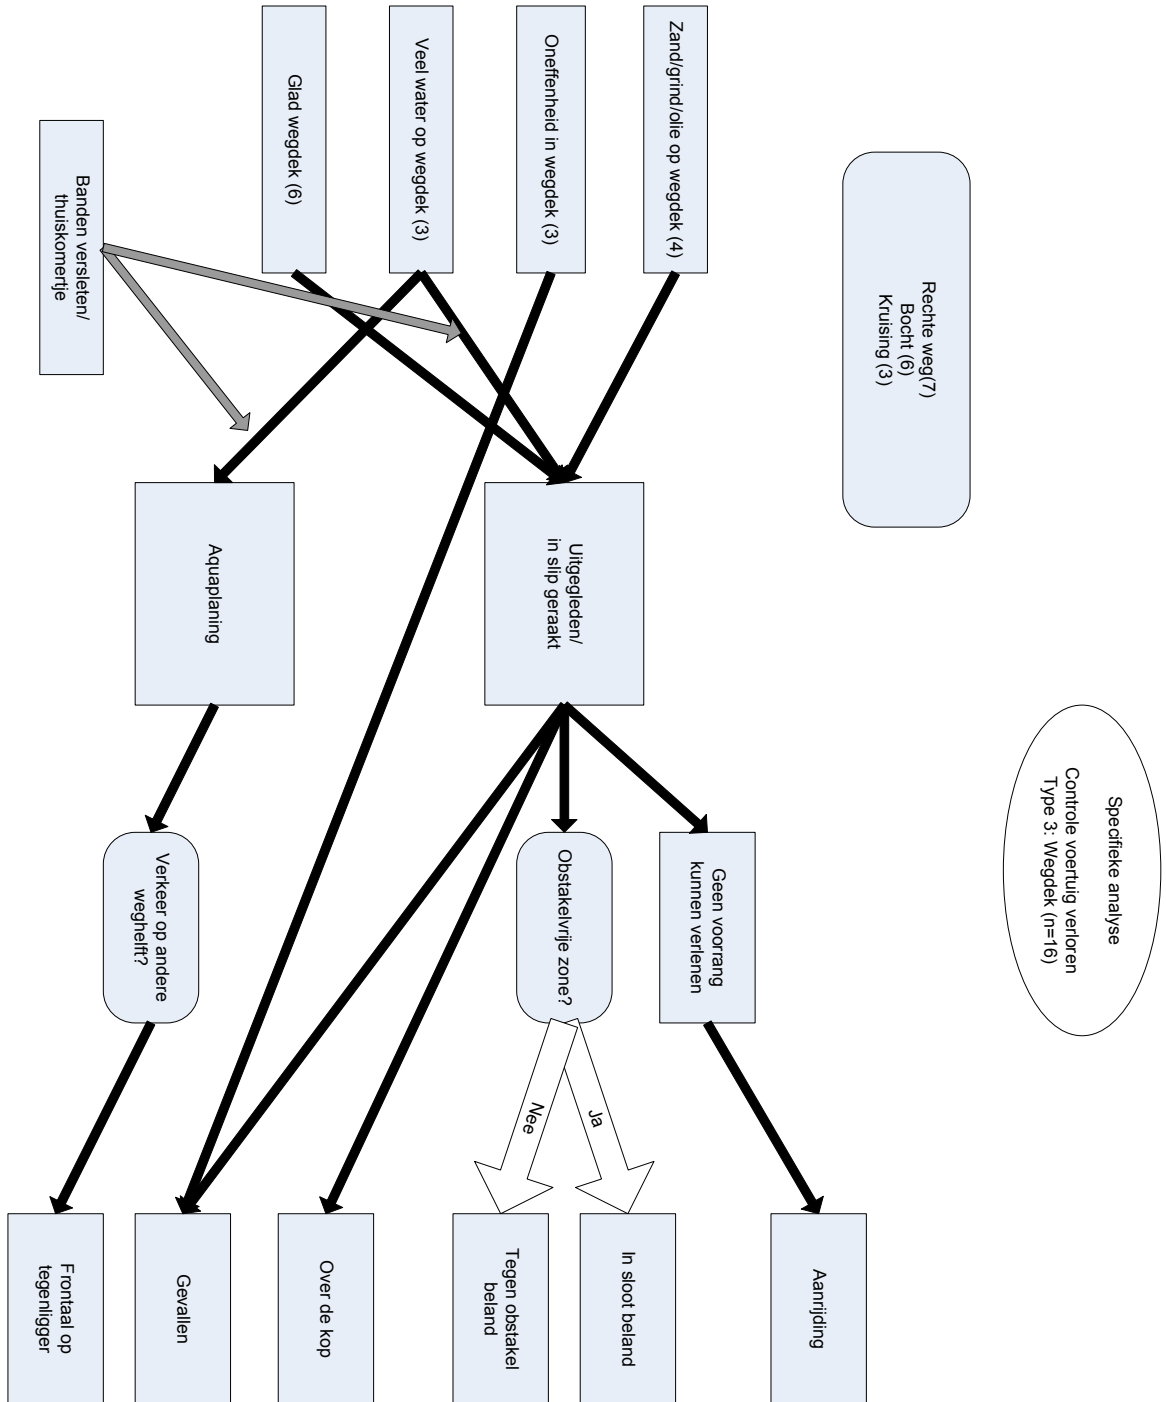 Specifieke analyse
Controle voertuig verloren
Type 3: Wegdek (n=16)
Rechte weg(7)
Bocht (6)
Kruising (3)
Zand/grind/olie op wegdek (4)
Oneffenheid in wegdek (3)
Veel water op wegdek (3)
Glad wegdek (6)
Banden versleten/
thuiskomertje
Uitgegleden/
in slip geraakt
Aquaplaning
Geen voorrang
kunnen verlenen
Obstakelvrije zone?
Verkeer op andere
weghelft?
Ja
Nee
Aanrijding
In sloot beland
Tegen obstakel
beland
Over de kop
Gevallen
Frontaal op
tegenligger